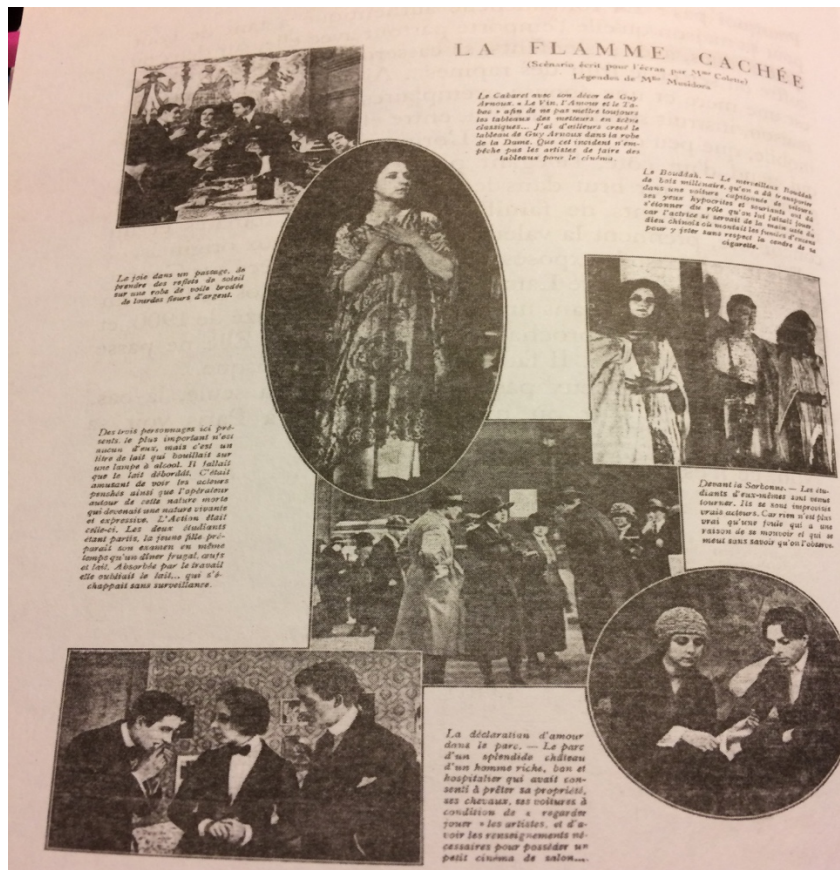 LA FLAMME CACHÉE
(Scénario écrit pour l'écran par Mme Colette)
Légendes de Mlle Musidora
Le Cabaret avec son décor de Guy
Arnoux. « Le Vin, l'Amour et le Ta-
bac » afin de ne pas mettre toujours
les tableaux des metteurs en scène
classiques... J'ai d'ailleurs crevé le
tableau de Guy Arnoux dans la robe
de la Dame. Que cet incident n'em-
pêche pas les artistes de faire des
tableaux pour le cinéma.
Le Bouddah. — Le merveilleux Bouddah
de bois millénaire, qu'on a dû transporter
dans une voiture capitonnée de velours,
ses yeux hypocrites et souriants ont dû
s'étonner du rôle qu'on lui faisait jouer,
car l'actrice se servait de la main usée du
dieu chinois où montait les fumées d'encens
pour y jeter sans respect la cendre de sa
cigarette.
La joie dans un passage, de
prendre des reflets de soleil
sur une robe de voile brodée
de lourdes fleurs d'argent.
Des trois personnages ici pré-
sents, le plus important n'est
aucun d'eux, mais c'est un
litre de lait qui bouillait sur
une lampe à alcool. Il fallait
que le lait débordât. C'était
amusant de voir les acteurs
penchés ainsi que l'opérateur
autour de cette nature morte
qui devenait une nature vivante
et expressive. L'Action était
celle-ci. Les deux étudiants
étant partis, la jeune fille pré-
parait son examen en même
temps qu'un dîner frugal, œufs
et lait. Absorbée par le travail
elle oubliait le lait... qui s'é-
chappait sans surveillance.
Devant la Sorbonne. — Les étu-
diants d'eux-mêmes sont venus
tourner. Ils se sont improvisés
vrais acteurs. Car rien n'est plus
vrai qu'une foule qui a une
raison de se mouvoir et qui se
meut sans savoir qu'on l'observe.
La déclaration d'amour
dans le parc. — Le parc
d'un splendide château
d'un homme riche, bon et
hospitalier qui avait con-
senti à prêter sa propriété,
ses chevaux, ses voitures à
condition de « regarder
jouer » les artistes, et d'a-
voir les renseignements né-
cessaires pour posséder un
petit cinéma de salon....